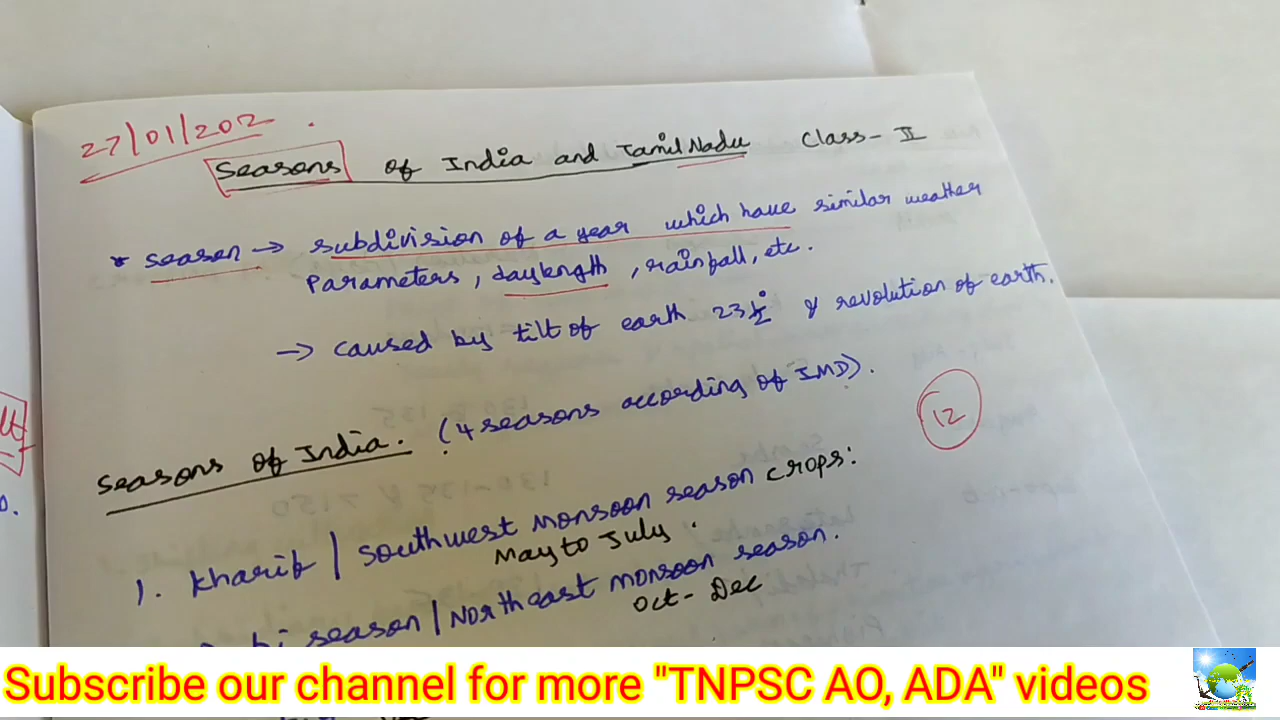 27/01/202
Seasons of India and TamilNadu Class-II
* Season → subdivision of a year which have similar weather
Parameters, daylength, rainfall, etc.
→ caused by tilt of earth 23½° & revolution of earth.
12
Seasons of India. (4 seasons according of IMD).
1. Kharif / Southwest Monsoon season crops:
May to July.
bi season / Northeast monsoon season.
Oct - Dec
Subscribe our channel for more "TNPSC AO, ADA" videos